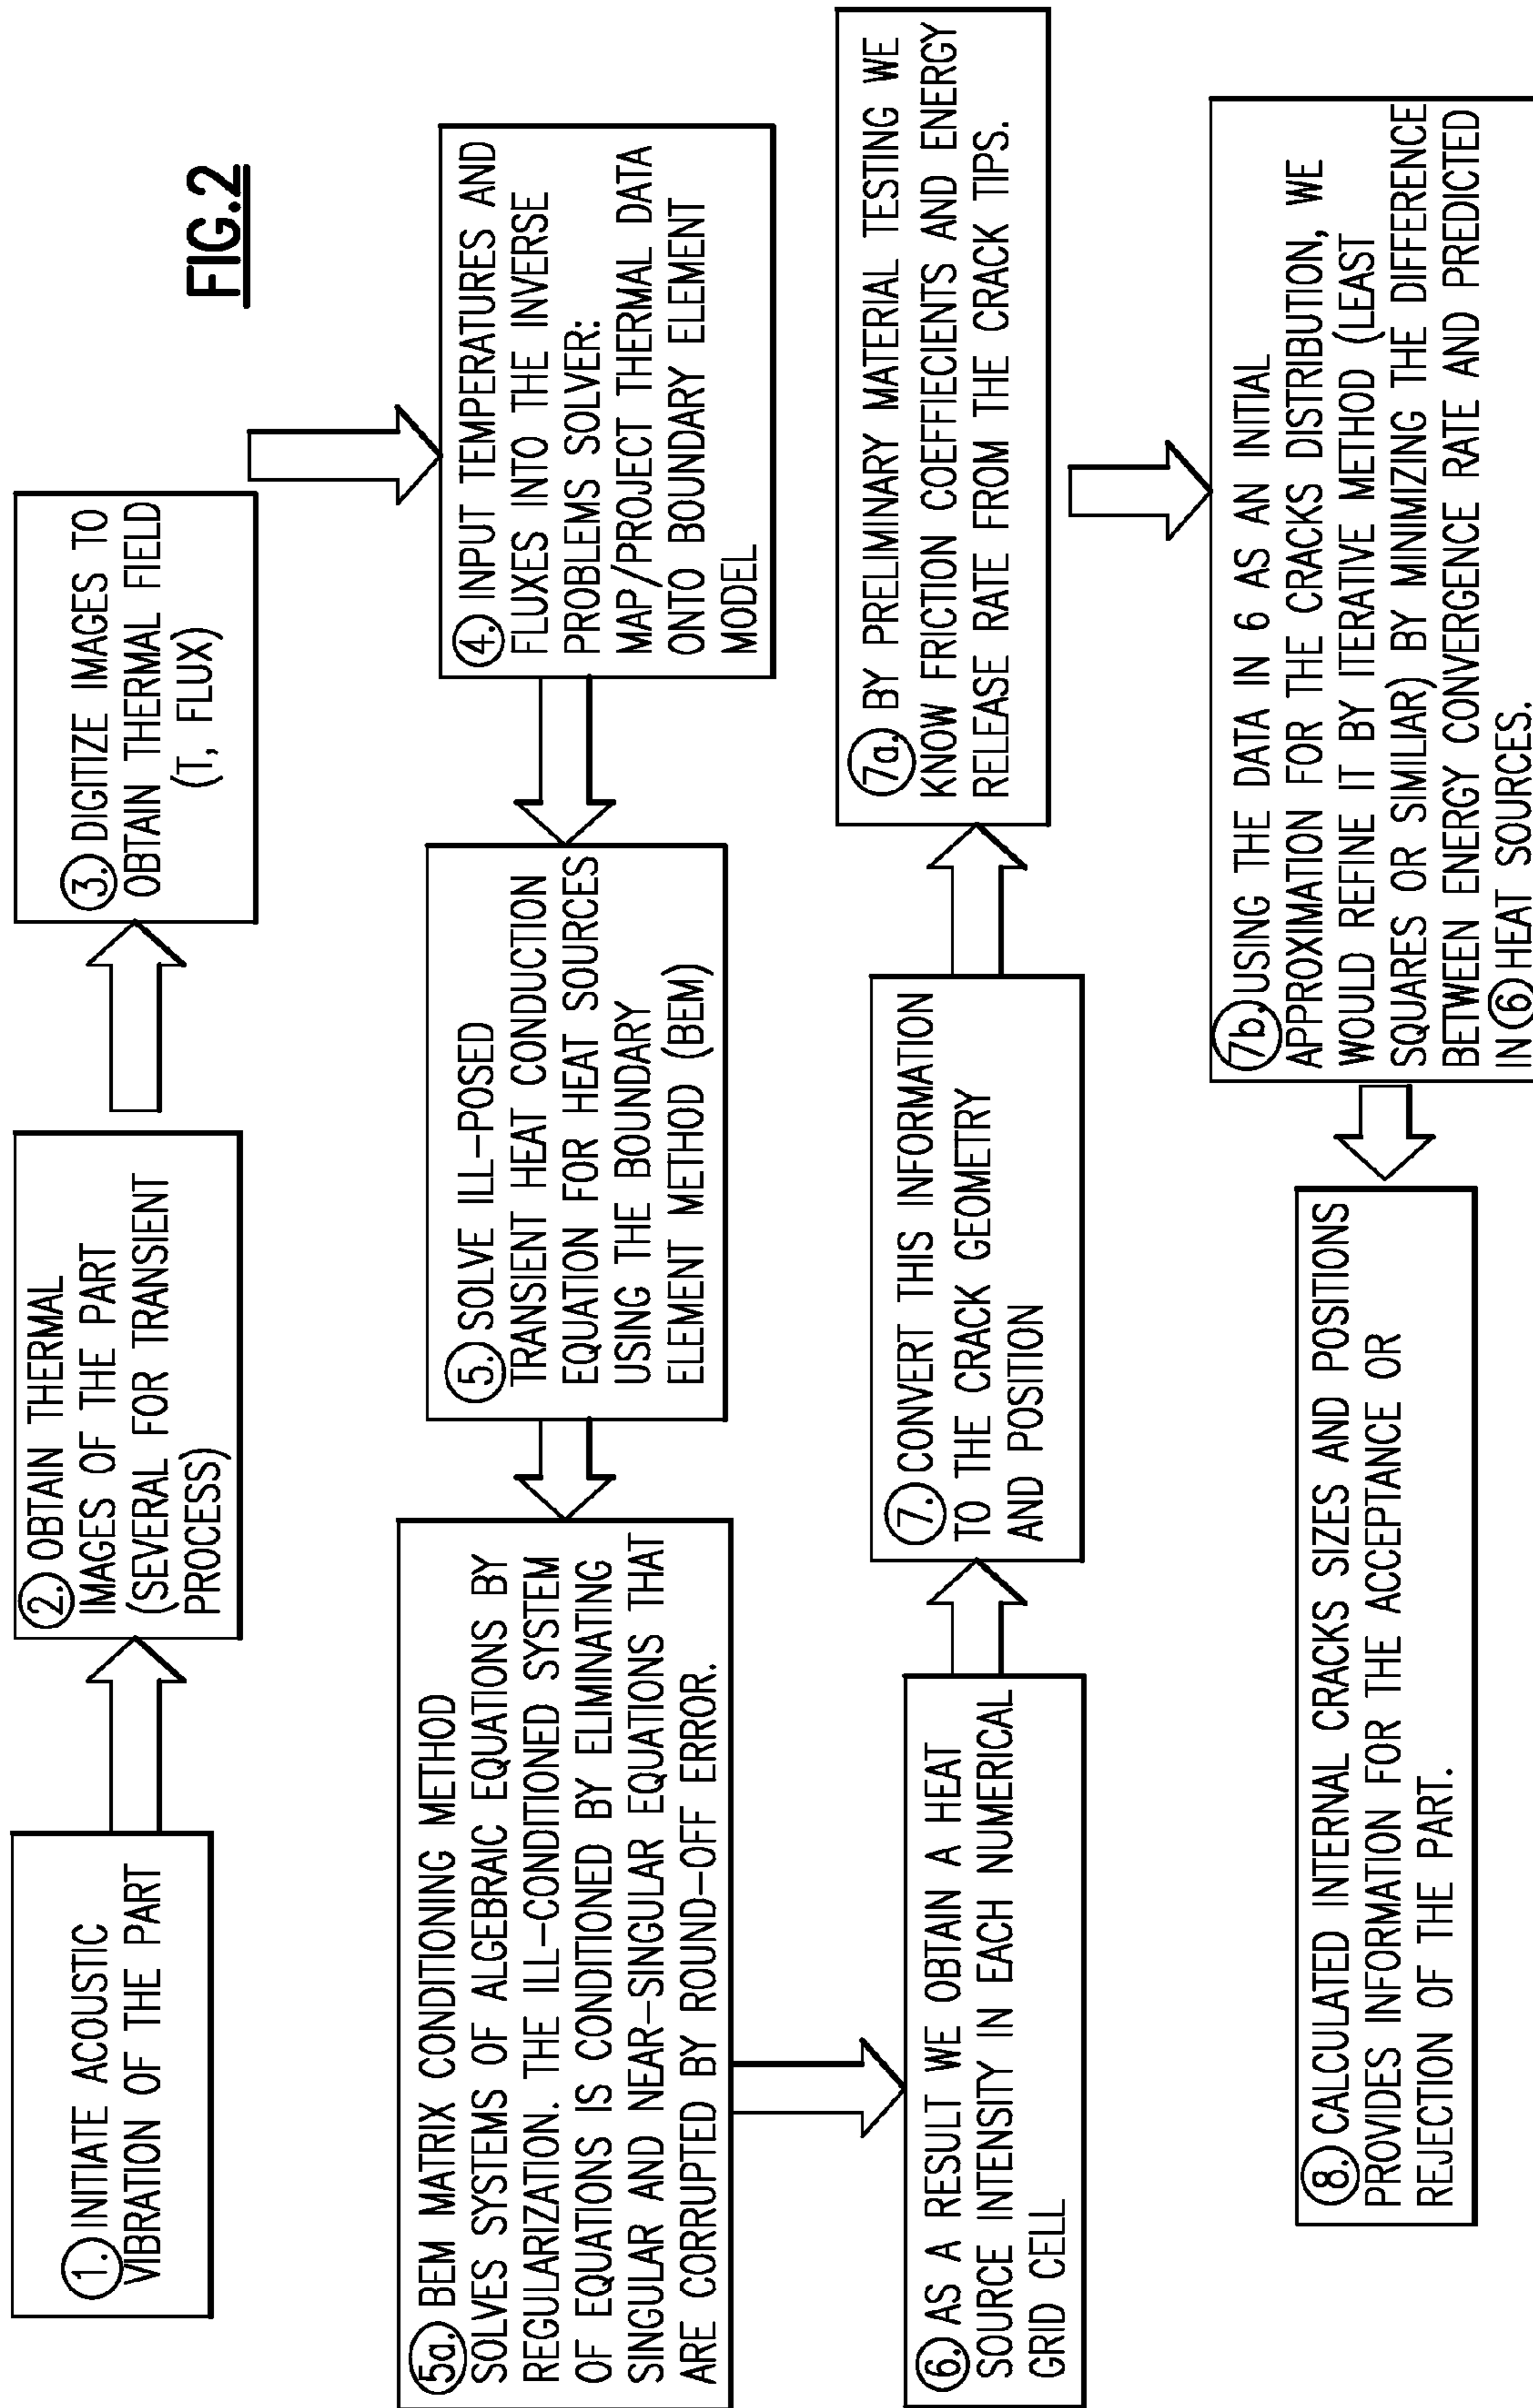 FIG.2
1. INITIATE ACOUSTIC
VIBRATION OF THE PART
2. OBTAIN THERMAL
IMAGES OF THE PART
(SEVERAL FOR TRANSIENT
PROCESS)
3. DIGITIZE IMAGES TO
OBTAIN THERMAL FIELD
(T, FLUX)
4. INPUT TEMPERATURES AND
FLUXES INTO THE INVERSE
PROBLEMS SOLVER:
MAP/PROJECT THERMAL DATA
ONTO BOUNDARY ELEMENT
MODEL
5. SOLVE ILL-POSED
TRANSIENT HEAT CONDUCTION
EQUATION FOR HEAT SOURCES
USING THE BOUNDARY
ELEMENT METHOD (BEM)
5a. BEM MATRIX CONDITIONING METHOD
SOLVES SYSTEMS OF ALGEBRAIC EQUATIONS BY
REGULARIZATION. THE ILL-CONDITIONED SYSTEM
OF EQUATIONS IS CONDITIONED BY ELIMINATING
SINGULAR AND NEAR-SINGULAR EQUATIONS THAT
ARE CORRUPTED BY ROUND-OFF ERROR.
6. AS A RESULT WE OBTAIN A HEAT
SOURCE INTENSITY IN EACH NUMERICAL
GRID CELL
7. CONVERT THIS INFORMATION
TO THE CRACK GEOMETRY
AND POSITION
7a. BY PRELIMINARY MATERIAL TESTING WE
KNOW FRICTION COEFFIECIENTS AND ENERGY
RELEASE RATE FROM THE CRACK TIPS.
7b. USING THE DATA IN 6 AS AN INITIAL
APPROXIMATION FOR THE CRACKS DISTRIBUTION, WE
WOULD REFINE IT BY ITERATIVE METHOD (LEAST
SQUARES OR SIMILIAR) BY MINIMIZING THE DIFFERENCE
BETWEEN ENERGY CONVERGENCE RATE AND PREDICTED
IN 6 HEAT SOURCES.
8. CALCULATED INTERNAL CRACKS SIZES AND POSITIONS
PROVIDES INFORMATION FOR THE ACCEPTANCE OR
REJECTION OF THE PART.